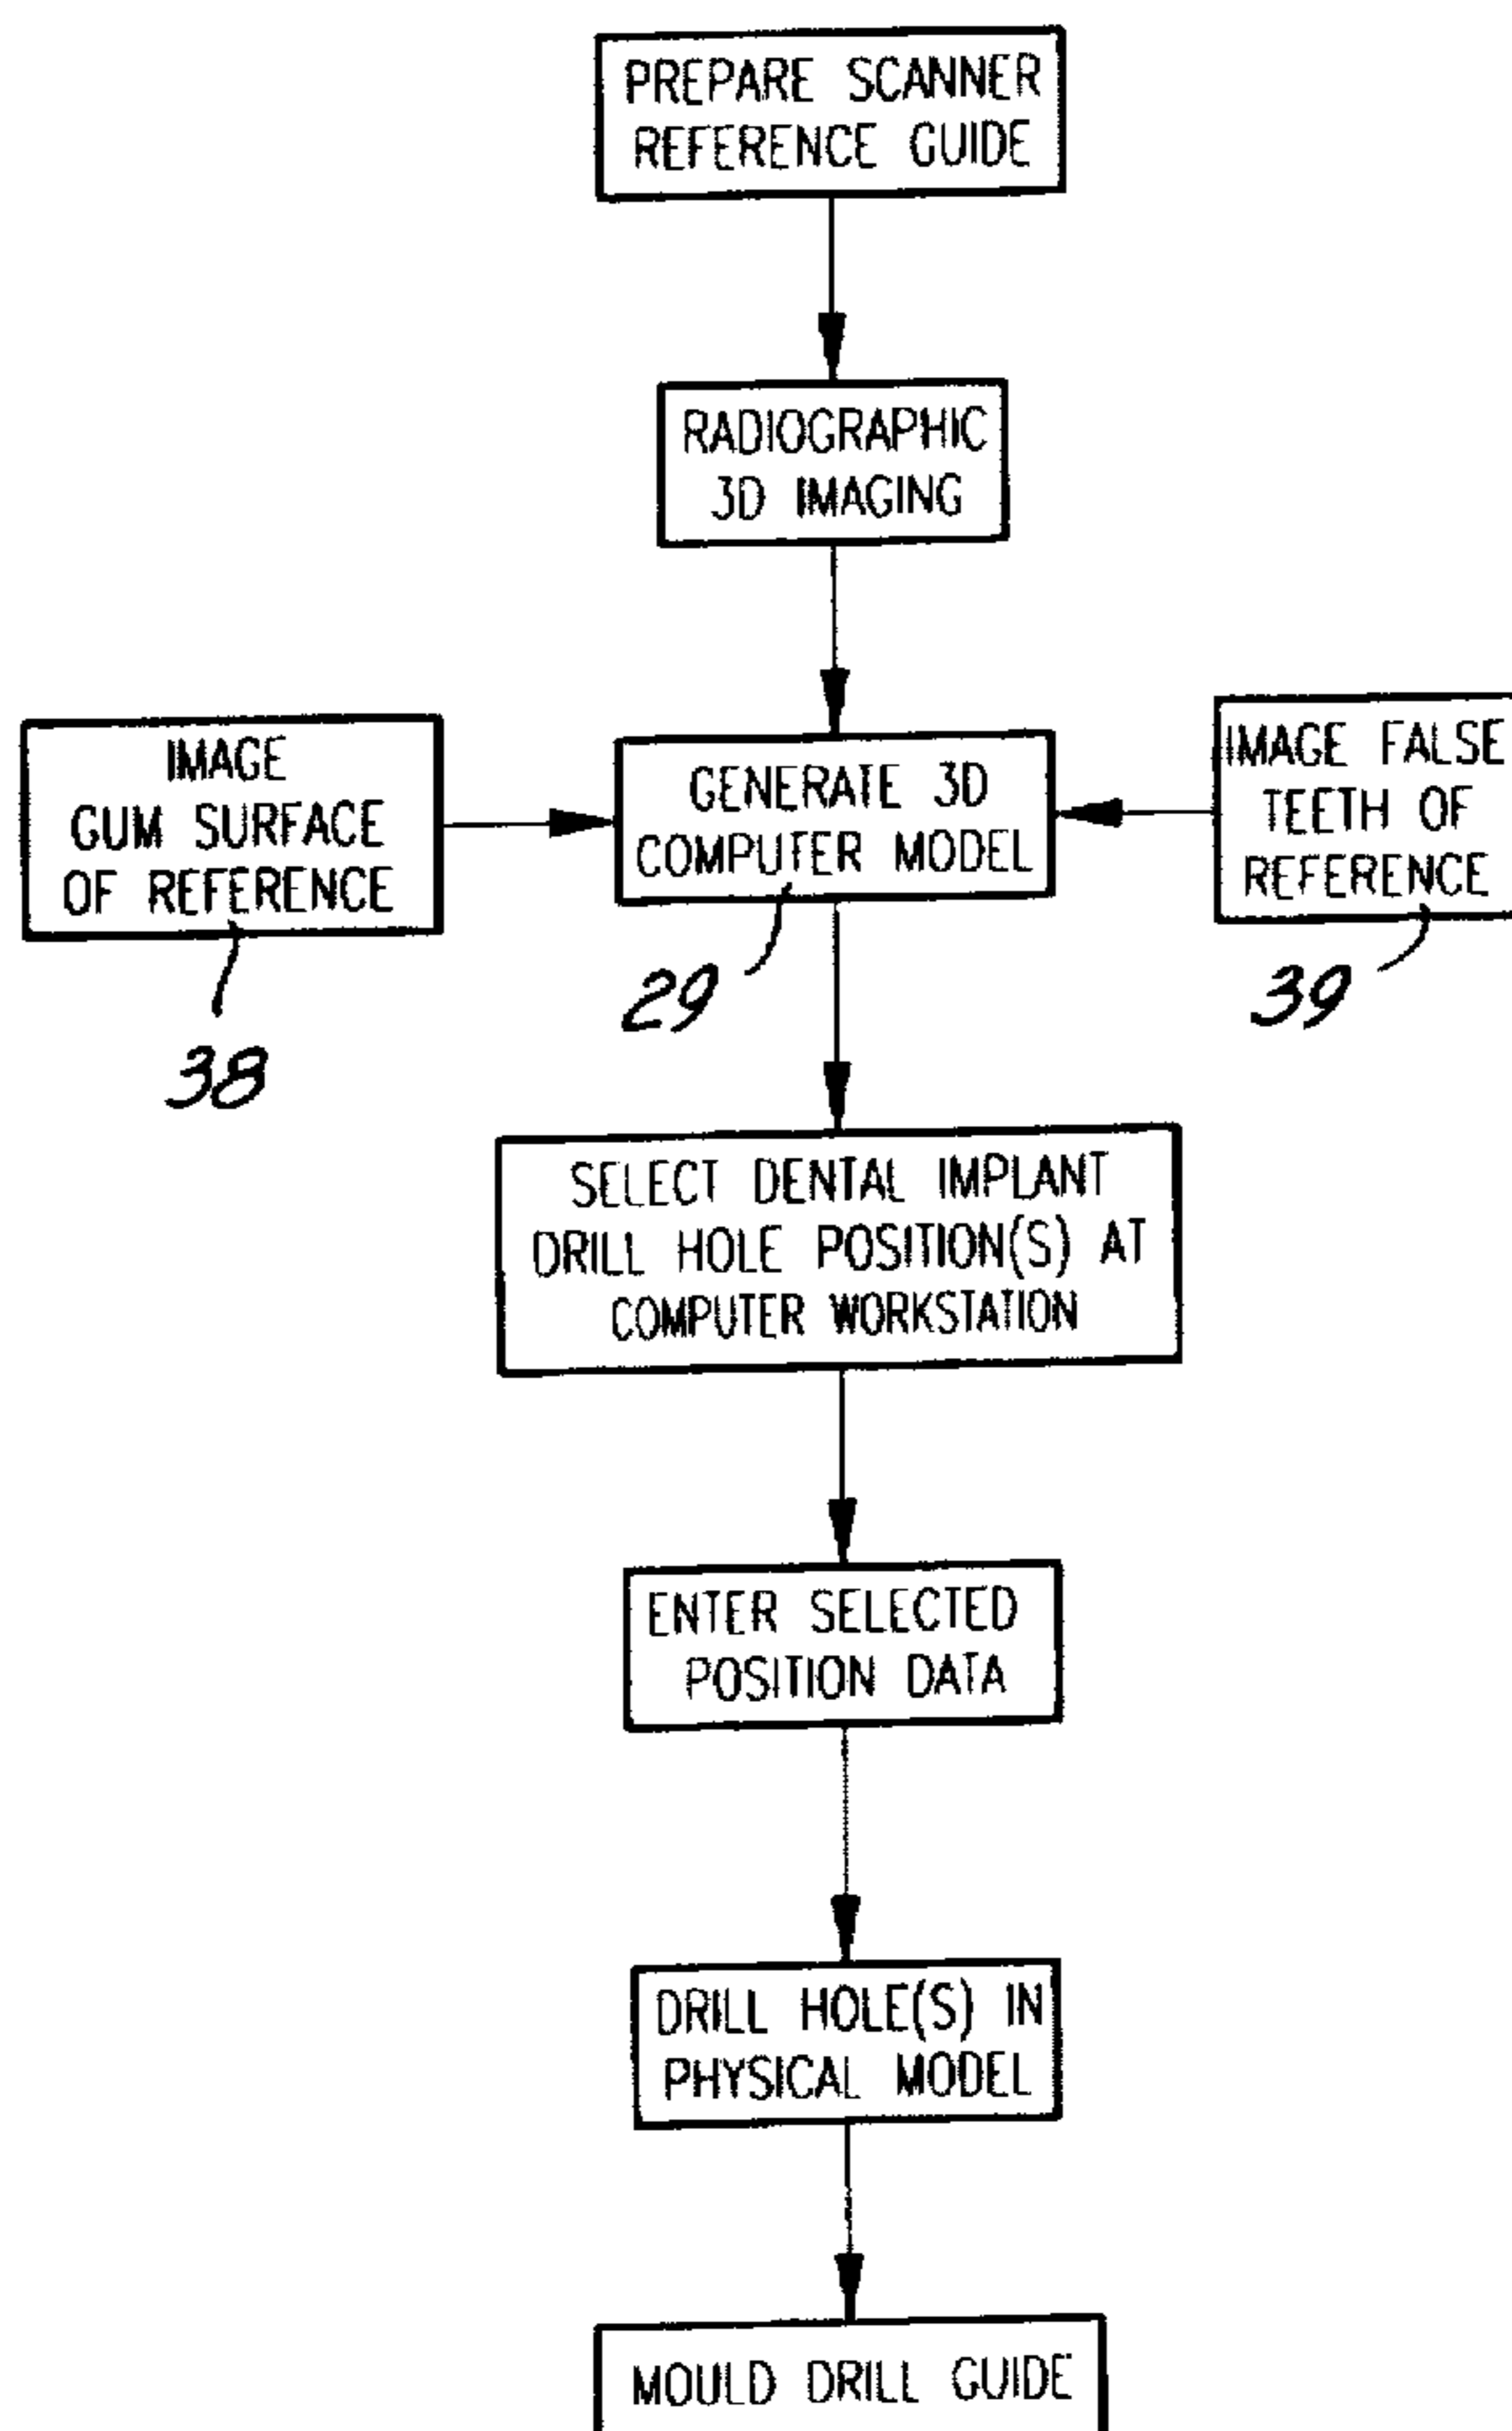 PREPARE SCANNER
REFERENCE GUIDE
RADIOGRAPHIC
3D IMAGING
IMAGE
GUM SURFACE
OF REFERENCE
38
GENERATE 3D
COMPUTER MODEL
29
IMAGE FALSE
TEETH OF
REFERENCE
39
SELECT DENTAL IMPLANT
DRILL HOLE POSITION(S) AT
COMPUTER WORKSTATION
ENTER SELECTED
POSITION DATA
DRILL HOLE(S) IN
PHYSICAL MODEL
MOULD DRILL GUIDE